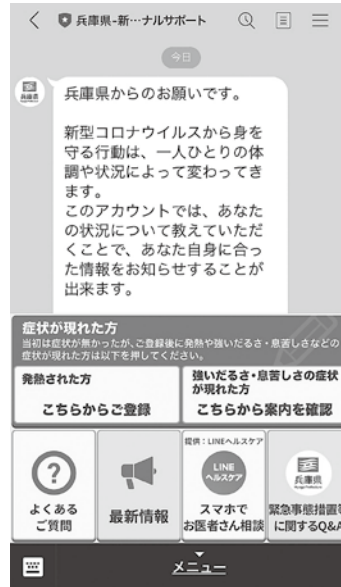 兵庫県-新…ナルサポート
今日
兵庫県からのお願いです。
新型コロナウイルスから身を
守る行動は、一人ひとりの体
調や状況によって変わってき
ます。
このアカウントでは、あなた
の状況について教えていただ
くことで、あなた自身に合っ
た情報をお知らせすることが
出来ます。
症状が現れた方
当初は症状が無かったが、ご登録後に発熱や強いだるさ・息苦しさなどの
症状が現れた方は以下を押してください。
発熱された方
こちらからご登録
強いだるさ・息苦しさの症状
が現れた方
こちらから案内を確認
?
よくある
ご質問
最新情報
提供：LINEヘルスケア
LINE
ヘルスケア
スマホで
お医者さん相談
兵庫県
緊急事態措置等
に関するQ&A
メニュー